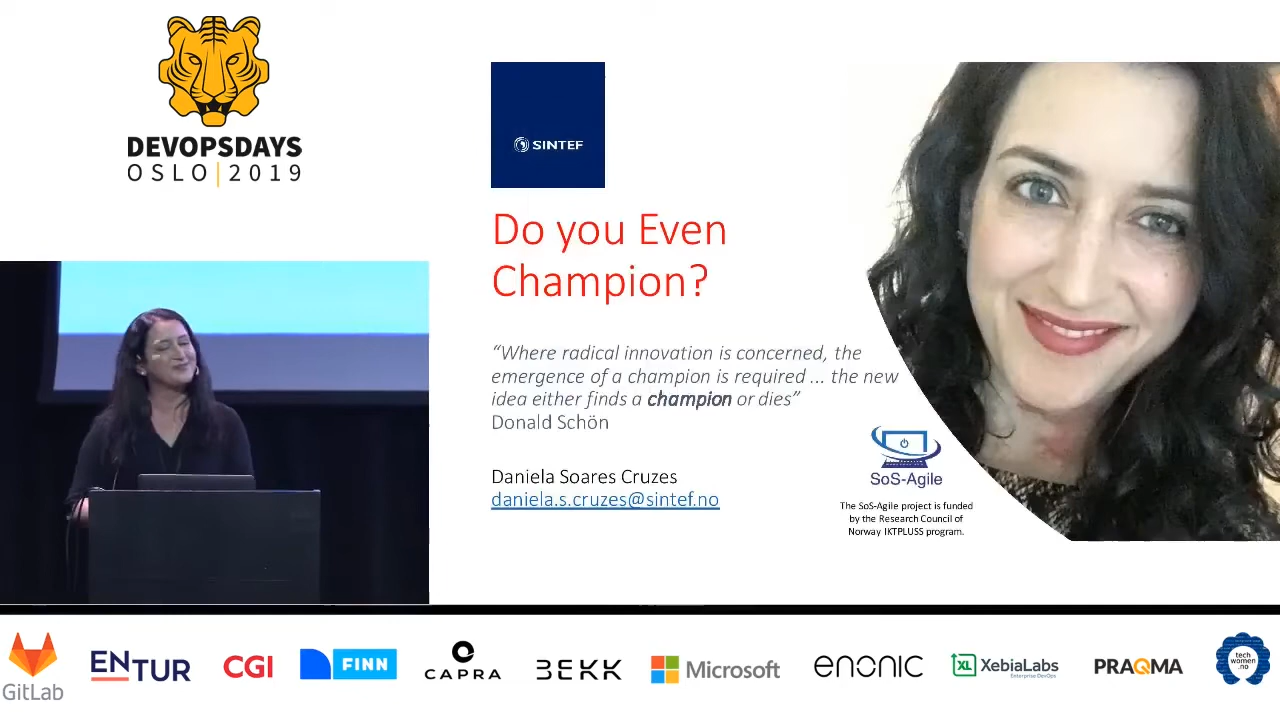 DEVOPSDAYS
OSLO | 2019
SINTEF
Do you Even
Champion?
“Where radical innovation is concerned, the
emergence of a champion is required ... the new
idea either finds a champion or dies”
Donald Schön
Daniela Soares Cruzes
daniela.s.cruzes@sintef.no
SoS-Agile
The SoS-Agile project is funded
by the Research Council of
Norway IKTPLUSS program.
GitLab
ENTUR
CGI
FINN
CAPRA
BEKK
Microsoft
enonic
XL XebiaLabs
Enterprise DevOps
PRAQMA
tech
women
.no